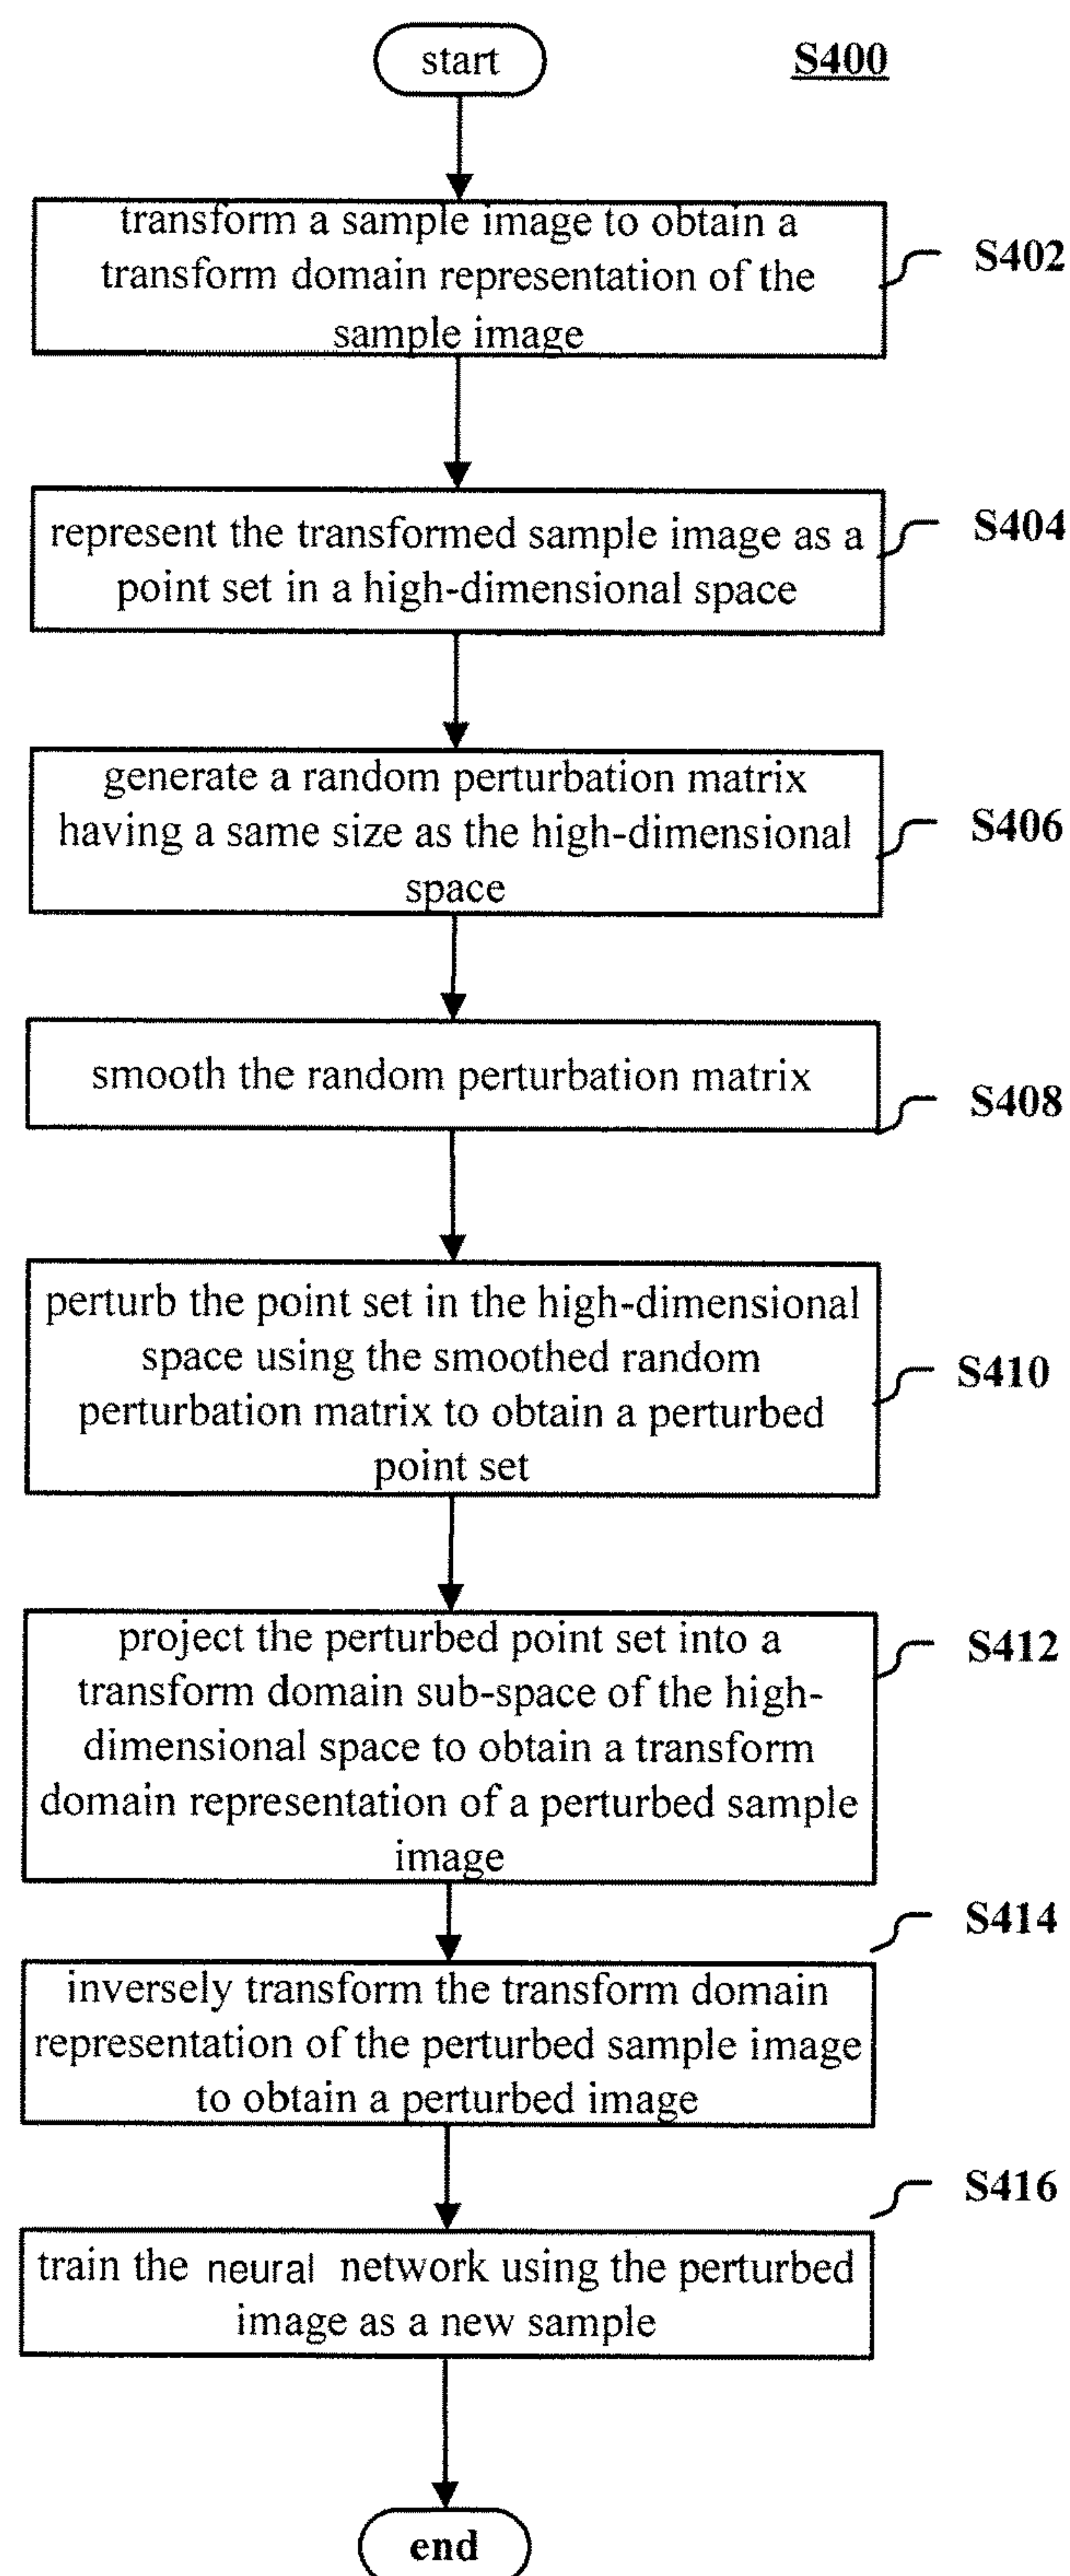 start
S400
transform a sample image to obtain a
transform domain representation of the
sample image
S402
represent the transformed sample image as a
point set in a high-dimensional space
S404
generate a random perturbation matrix
having a same size as the high-dimensional
space
S406
smooth the random perturbation matrix
S408
perturb the point set in the high-dimensional
space using the smoothed random
perturbation matrix to obtain a perturbed
point set
S410
project the perturbed point set into a
transform domain sub-space of the high-
dimensional space to obtain a transform
domain representation of a perturbed sample
image
S412
S414
inversely transform the transform domain
representation of the perturbed sample image
to obtain a perturbed image
S416
train the neural network using the perturbed
image as a new sample
end